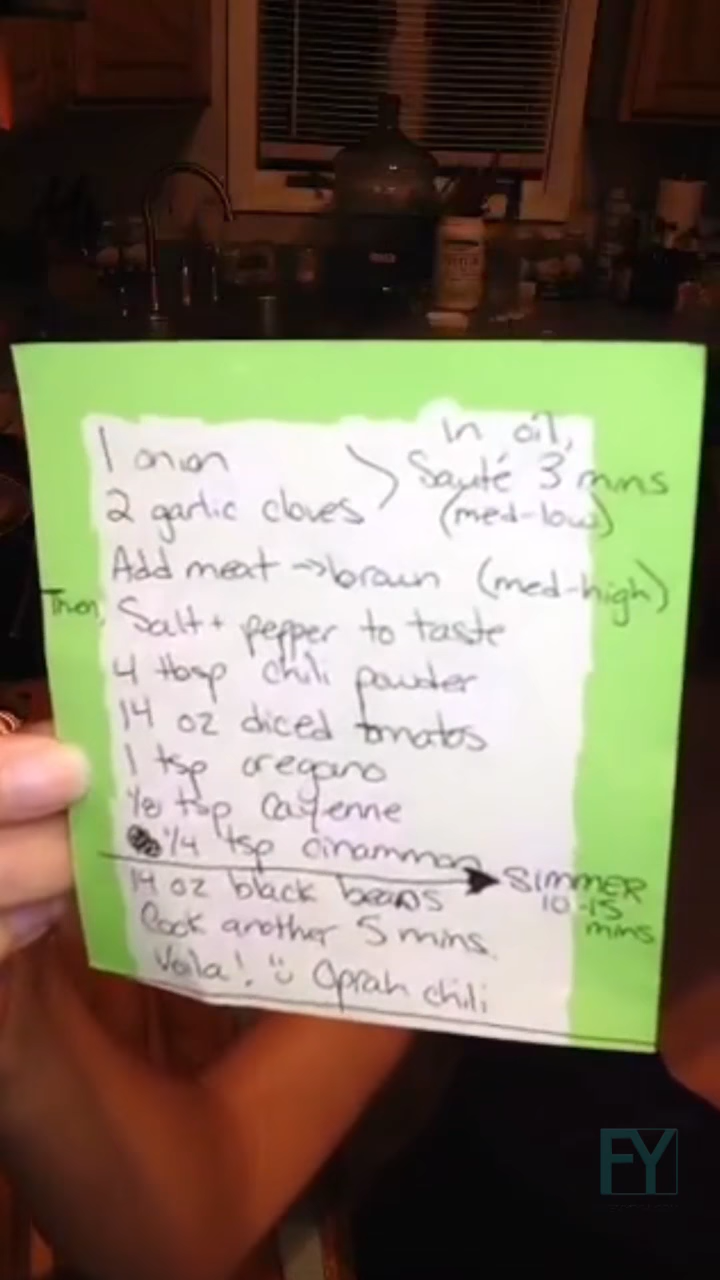 1 onion
2 garlic cloves
In oil,
Sauté 3 mins
(med-low)
Add meat → brown (med-high)
Then, Salt + pepper to taste
4 tbsp chili powder
14 oz diced tomatos
1 tsp oregano
1/8 tsp Cayenne
1/4 tsp cinammon
SIMMER
10-15
mins
14 oz black beans
Cook another 5 mins.
Voila! Oprah chili
FY